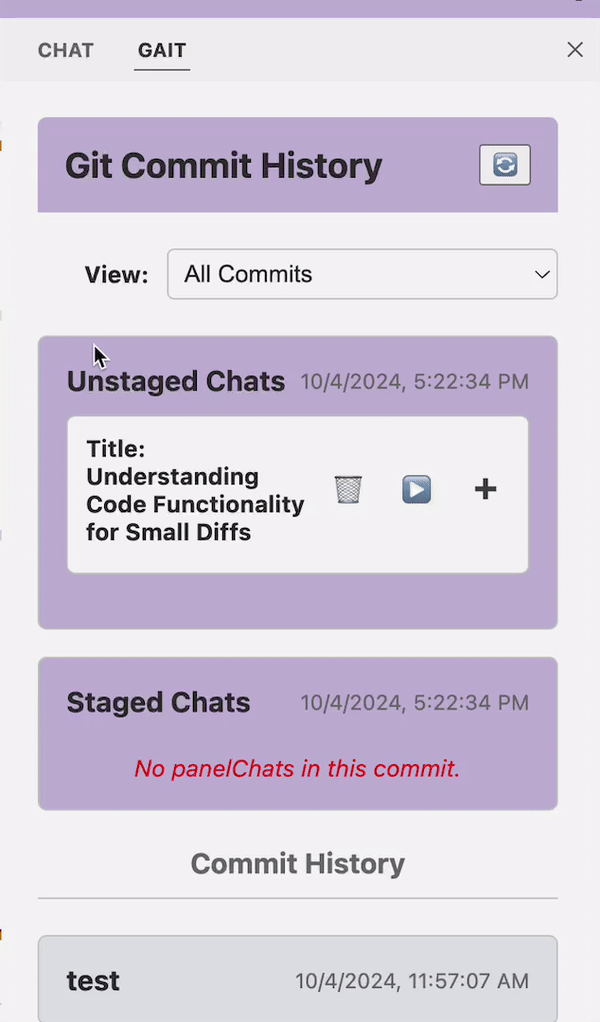 CHAT GAIT
Git Commit History
View: All Commits
Unstaged Chats 10/4/2024, 5:22:34 PM
Title:
Understanding
Code Functionality
for Small Diffs
Staged Chats 10/4/2024, 5:22:34 PM
No panelChats in this commit.
Commit History
test 10/4/2024, 11:57:07 AM